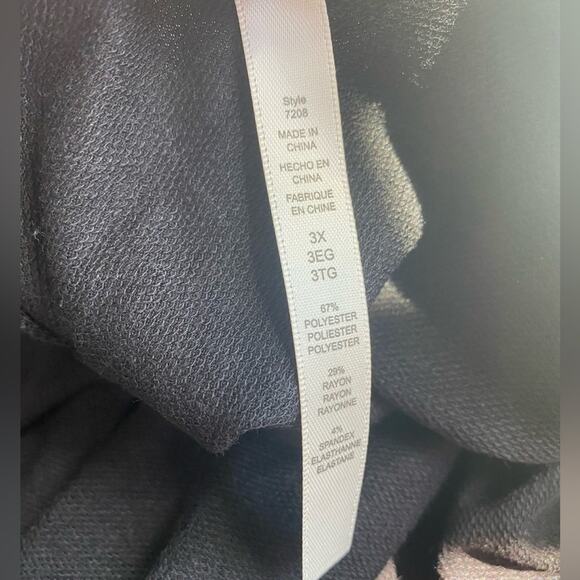 Style
7208
MADE IN
CHINA
HECHO EN
CHINA
FABRIQUE
EN CHINE
3X
3EG
3TG
67%
POLYESTER
POLIESTER
POLYESTER
29%
RAYON
RAYON
RAYONNE
4%
SPANDEX
ELASTHANNE
ELASTANE